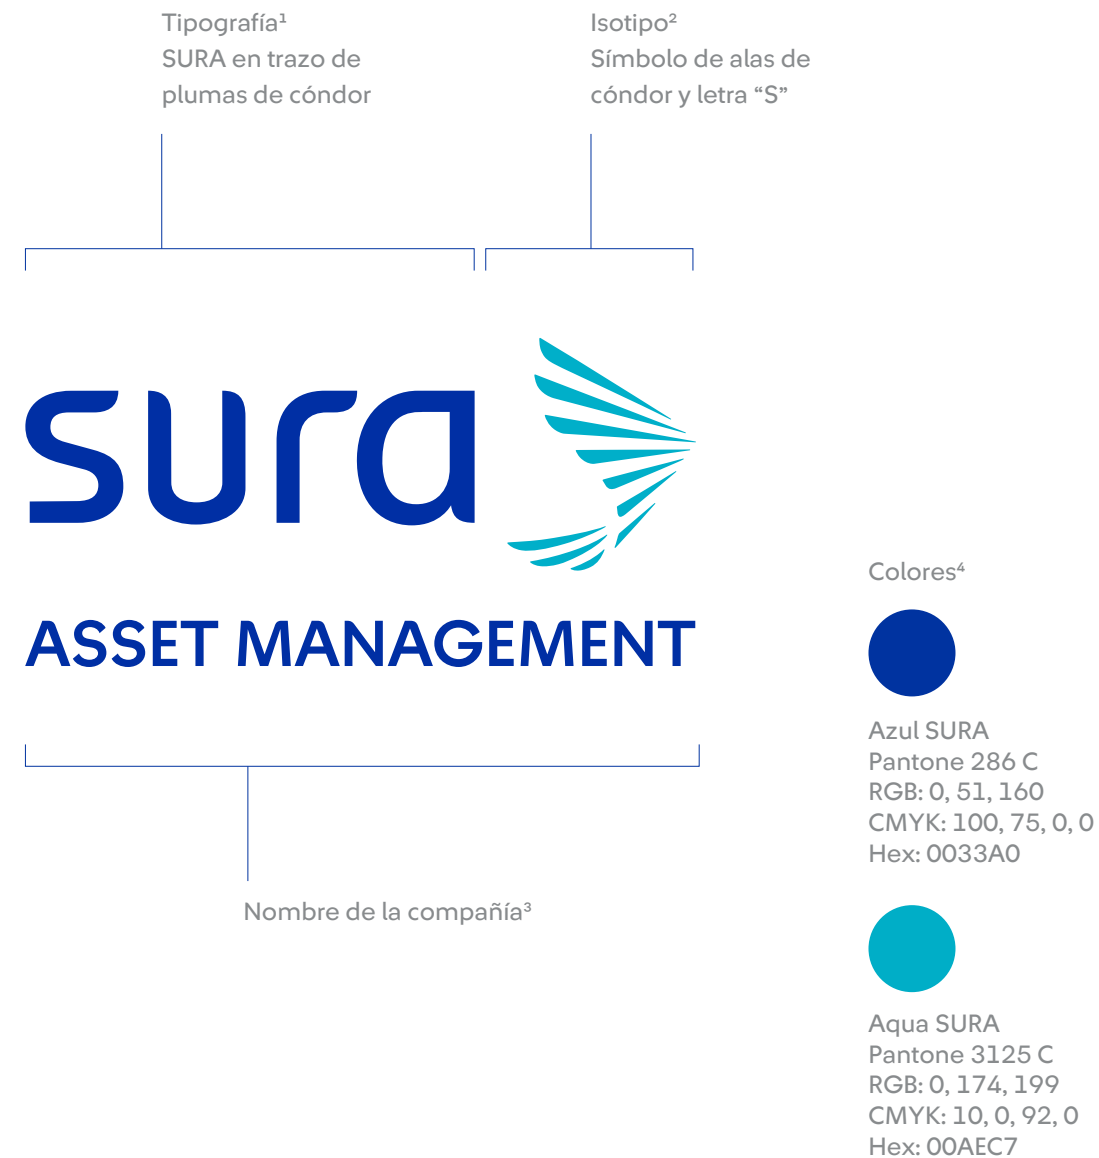 Tipografía¹
SURA en trazo de
plumas de cóndor
Isotipo²
Símbolo de alas de
cóndor y letra “S”
sura
ASSET MANAGEMENT
Nombre de la compañía³
Colores⁴
Azul SURA
Pantone 286 C
RGB: 0, 51, 160
CMYK: 100, 75, 0, 0
Hex: 0033A0
Aqua SURA
Pantone 3125 C
RGB: 0, 174, 199
CMYK: 10, 0, 92, 0
Hex: 00AEC7